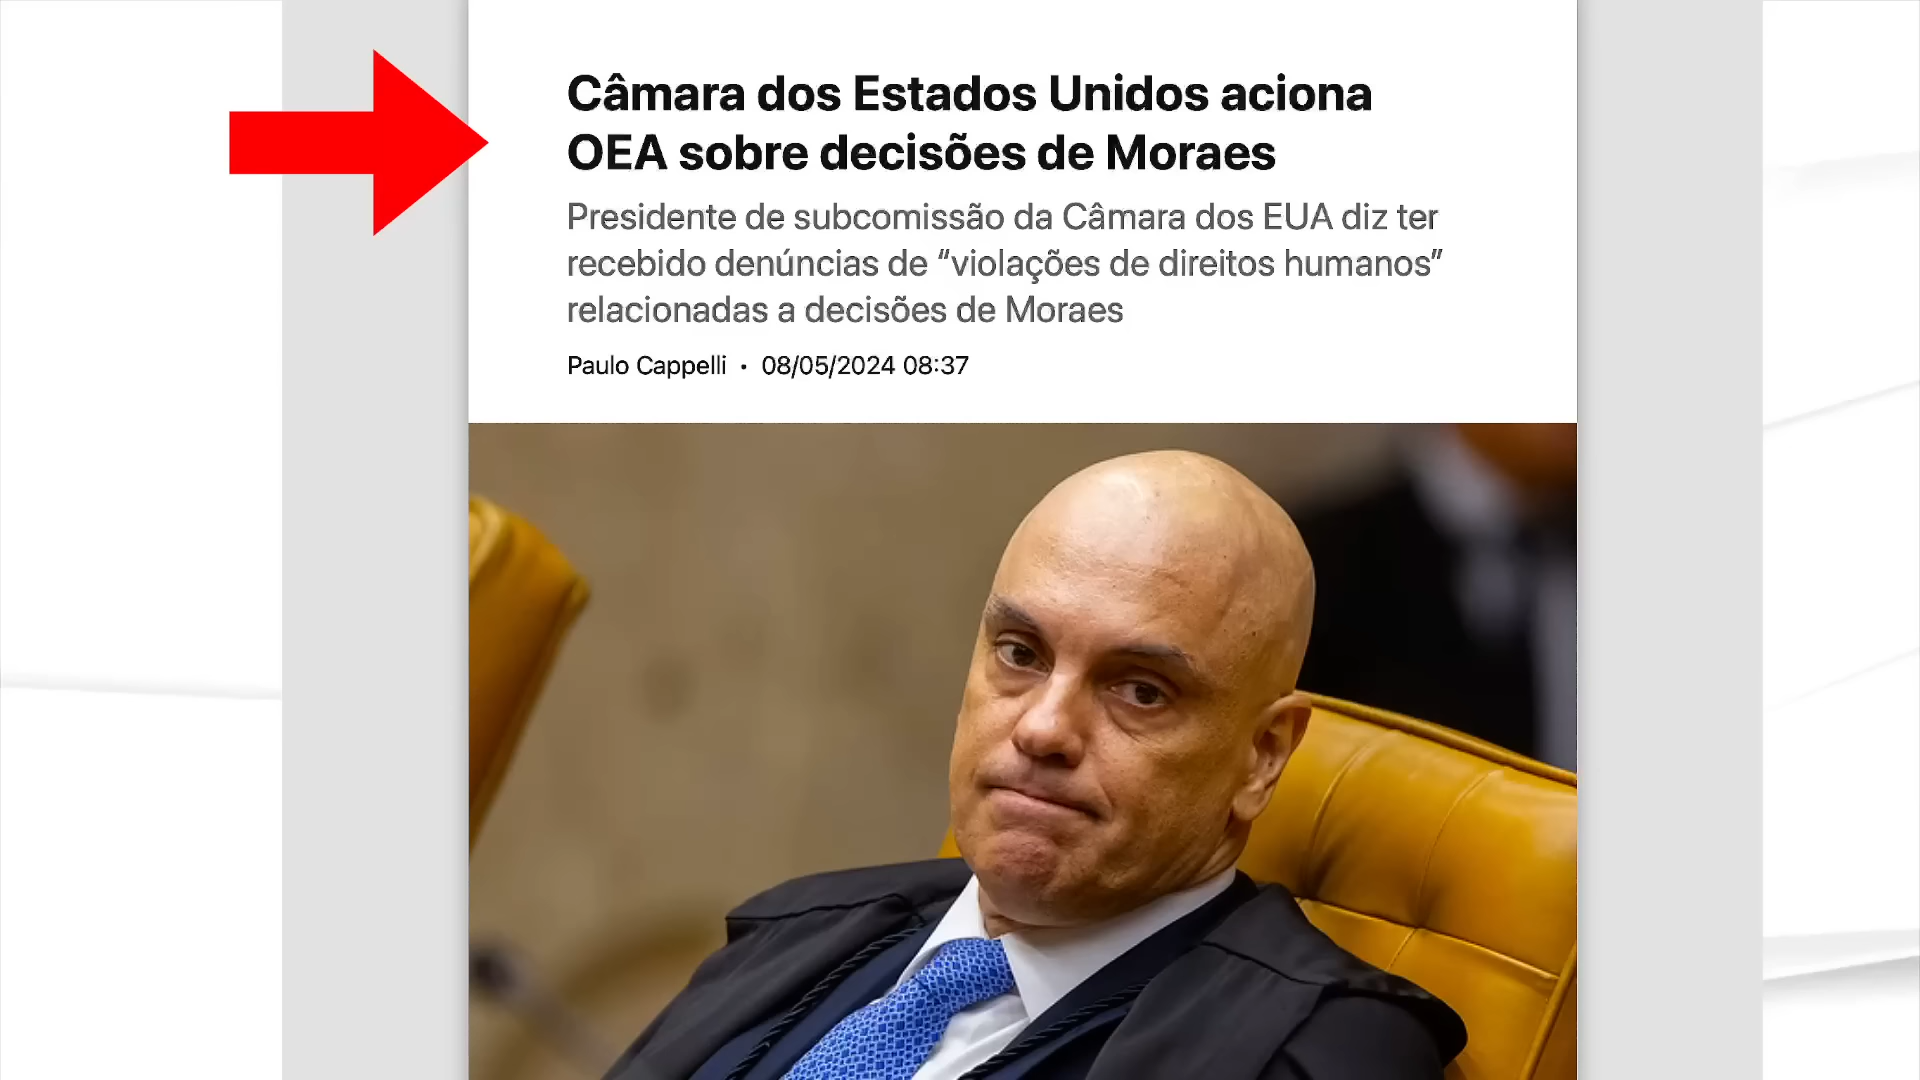 Câmara dos Estados Unidos aciona
OEA sobre decisões de Moraes
Presidente de subcomissão da Câmara dos EUA diz ter
recebido denúncias de “violações de direitos humanos”
relacionadas a decisões de Moraes
Paulo Cappelli • 08/05/2024 08:37